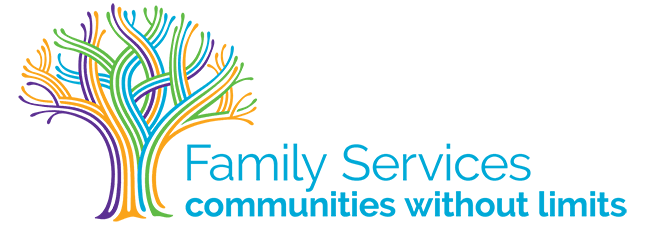 Family Services
communities without limits